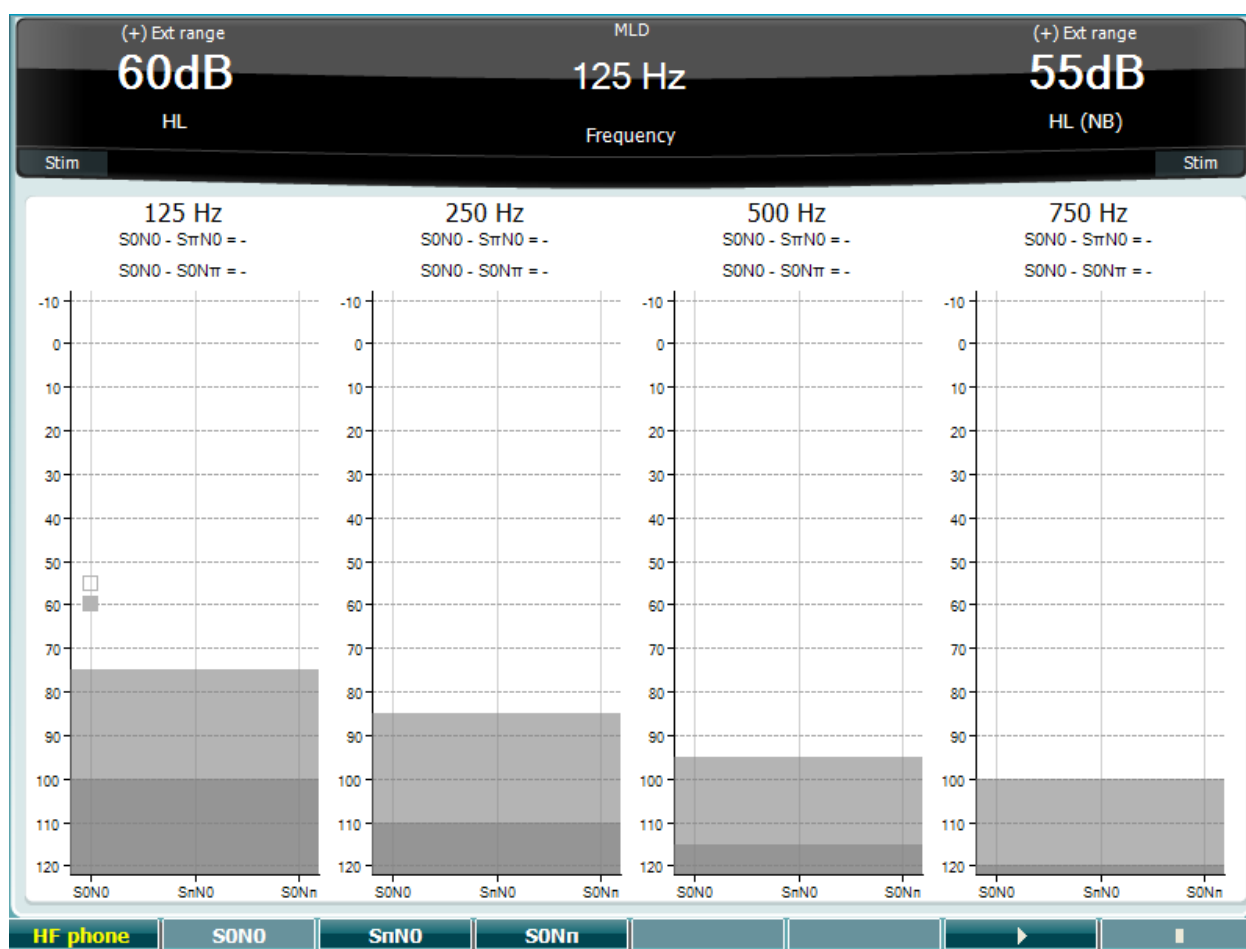 (+) Ext range MLD (+) Ext range
60dB 125 Hz 55dB
HL Frequency HL (NB)
Stim Stim
125 Hz 250 Hz 500 Hz 750 Hz
S0N0 - SπN0 = - S0N0 - SπN0 = - S0N0 - SπN0 = - S0N0 - SπN0 = -
S0N0 - S0Nπ = - S0N0 - S0Nπ = - S0N0 - S0Nπ = - S0N0 - S0Nπ = -
-10 -10 -10 -10
0 0 0 0
10 10 10 10
20 20 20 20
30 30 30 30
40 40 40 40
50 50 50 50
60 60 60 60
70 70 70 70
80 80 80 80
90 90 90 90
100 100 100 100
110 110 110 110
120 120 120 120
S0N0 SπN0 S0Nπ S0N0 SπN0 S0Nπ S0N0 SπN0 S0Nπ S0N0 SπN0 S0Nπ
HF phone S0N0 SπN0 S0Nπ